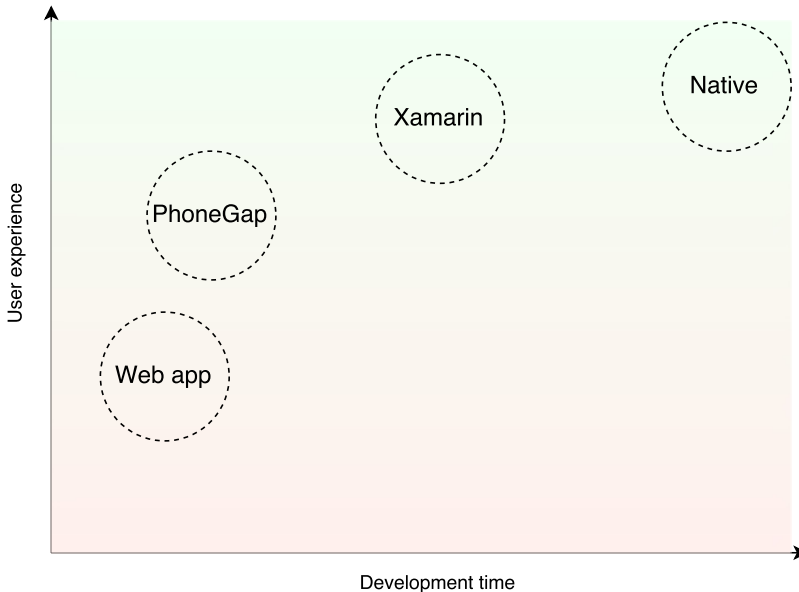 Native
Xamarin
PhoneGap
Web app
User experience
Development time